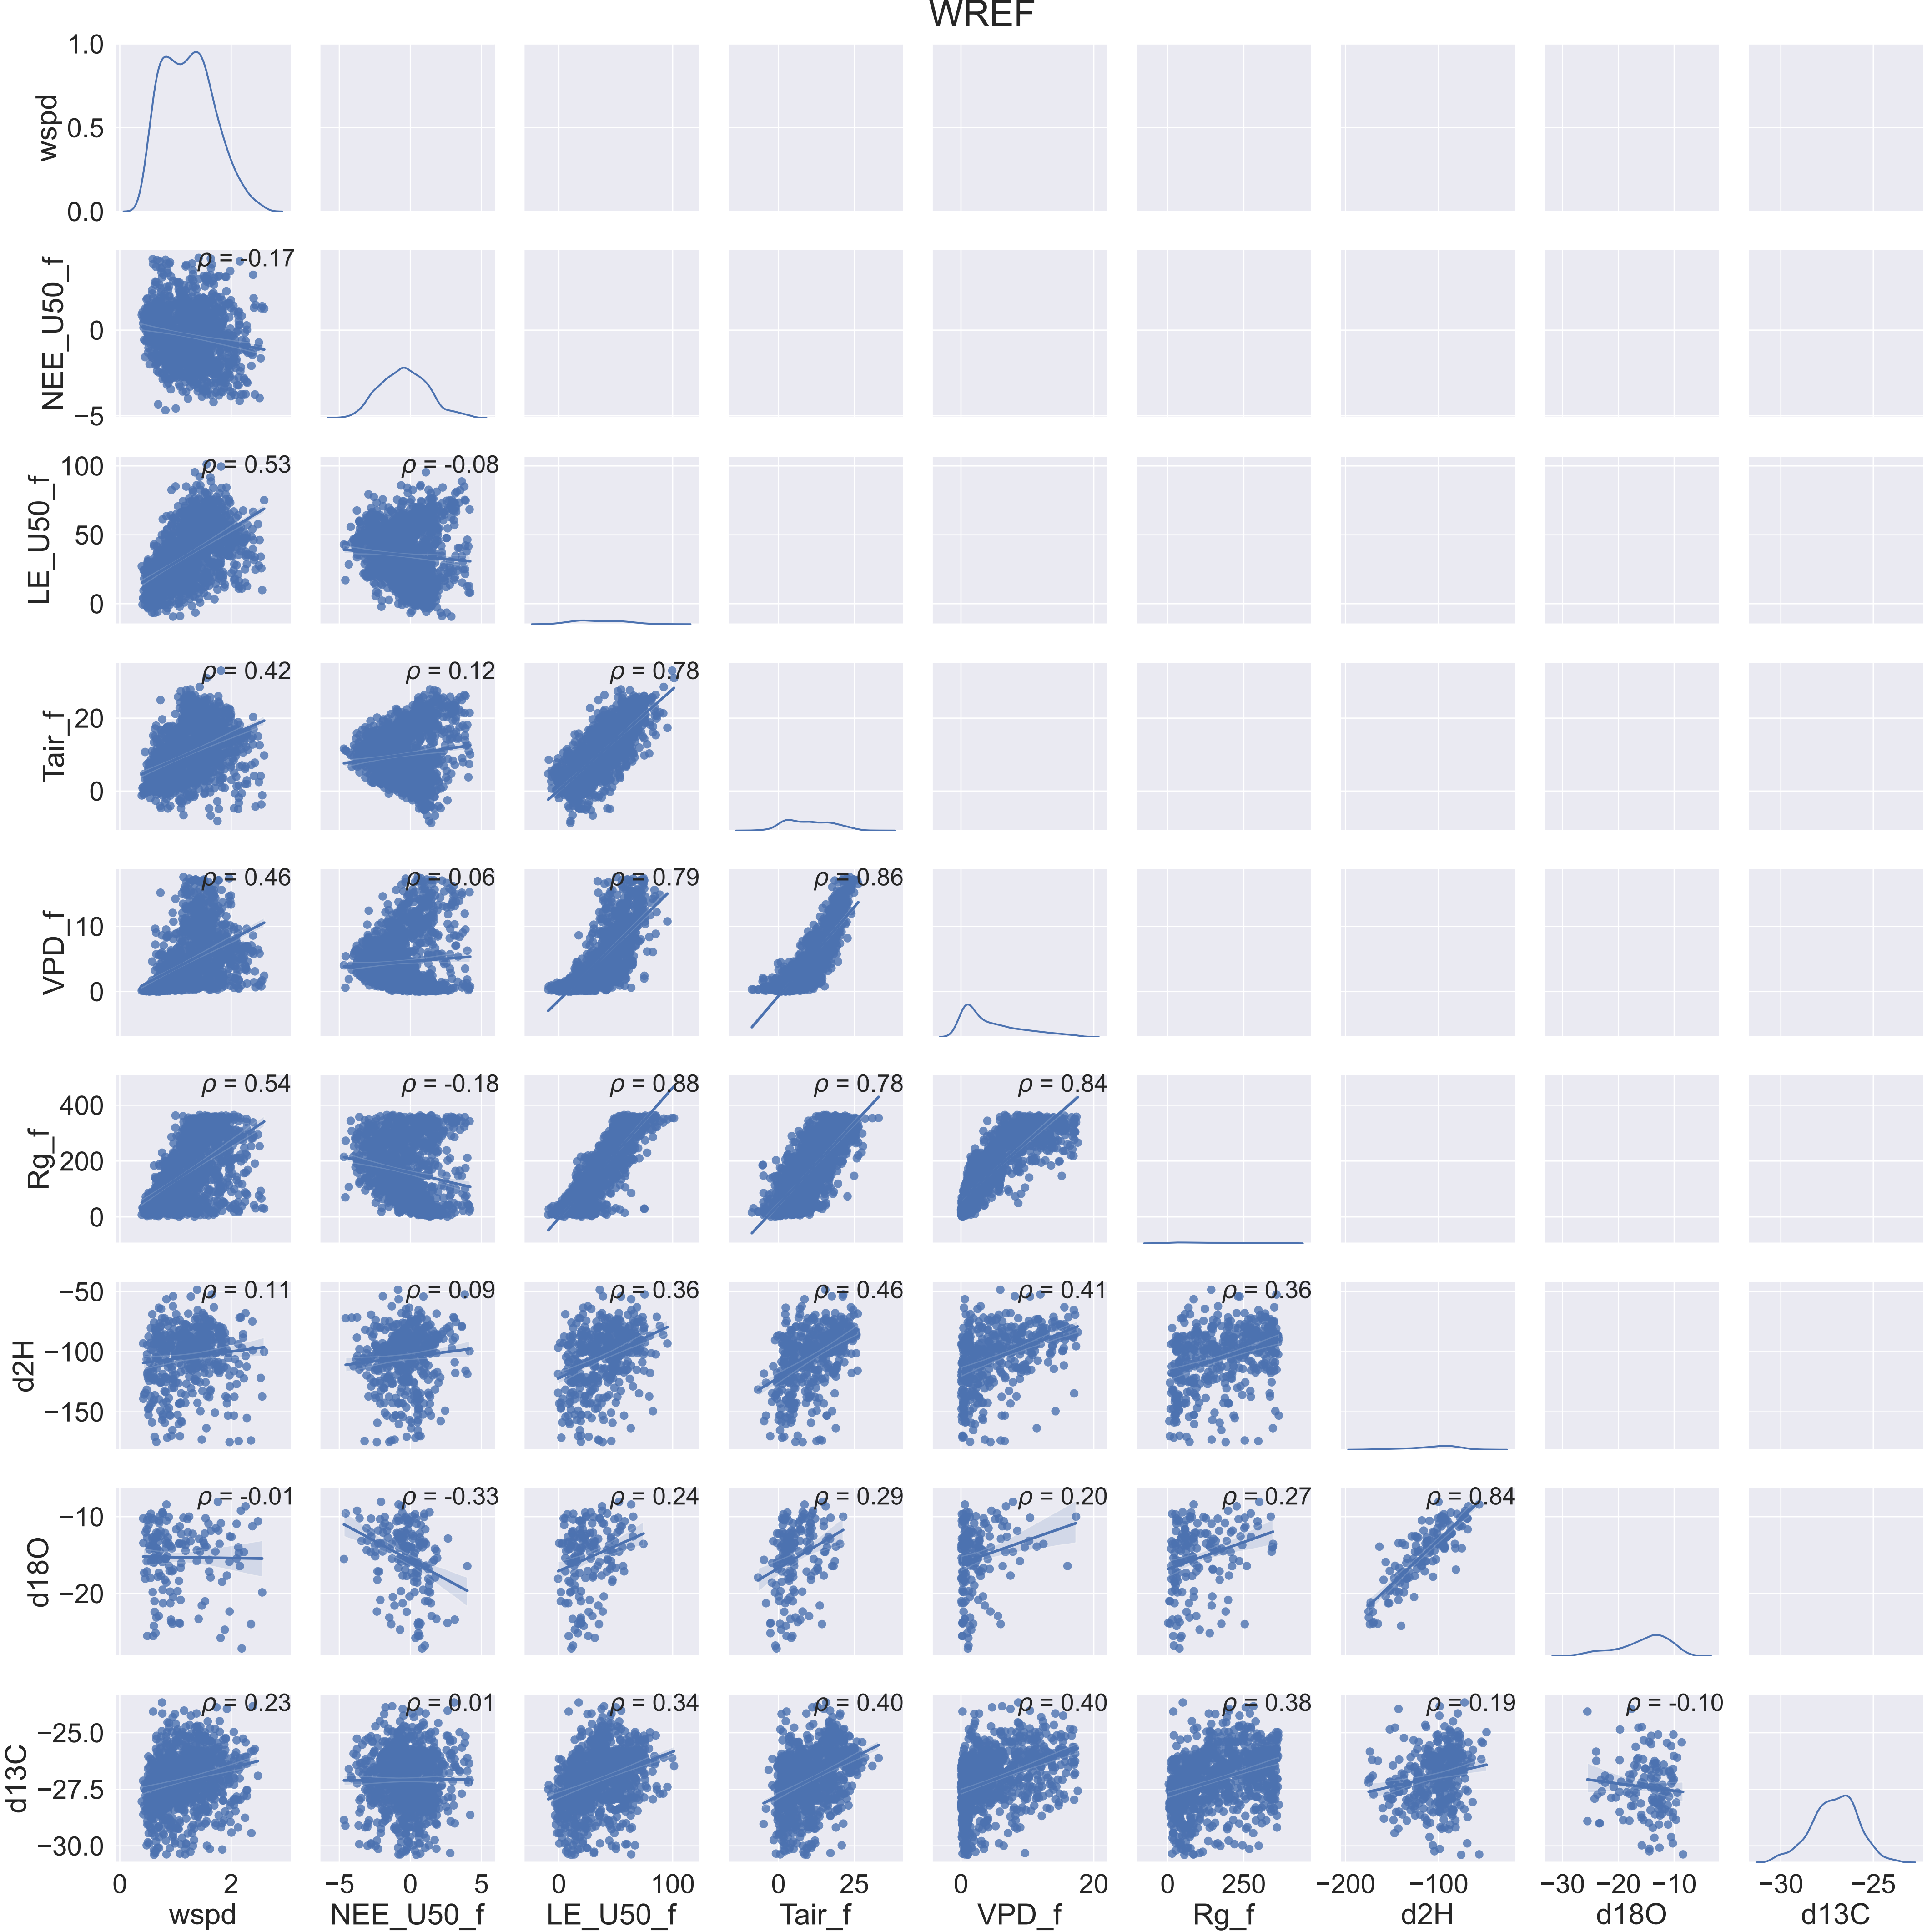 WREF
1.0
wspd
0.5
0.0
ρ = -0.17
NEE_U50_f
0
−5
ρ = 0.53
ρ = -0.08
100
LE_U50_f
50
0
ρ = 0.42
ρ = 0.12
ρ = 0.78
Tair_f
20
0
ρ = 0.46
ρ = 0.06
ρ = 0.79
ρ = 0.86
VPD_f
10
0
ρ = 0.54
ρ = -0.18
ρ = 0.88
ρ = 0.78
ρ = 0.84
400
Rg_f
200
0
ρ = 0.11
ρ = 0.09
ρ = 0.36
ρ = 0.46
ρ = 0.41
ρ = 0.36
−50
d2H
−100
−150
ρ = -0.01
ρ = -0.33
ρ = 0.24
ρ = 0.29
ρ = 0.20
ρ = 0.27
ρ = 0.84
−10
d18O
−20
ρ = 0.23
ρ = 0.01
ρ = 0.34
ρ = 0.40
ρ = 0.40
ρ = 0.38
ρ = 0.19
ρ = -0.10
−25.0
d13C
−27.5
−30.0
0 2 −5 0 5 0 100 0 25 0 20 0 250 −200 −100 −30 −20 −10 −30 −25
wspd NEE_U50_f LE_U50_f Tair_f VPD_f Rg_f d2H d18O d13C